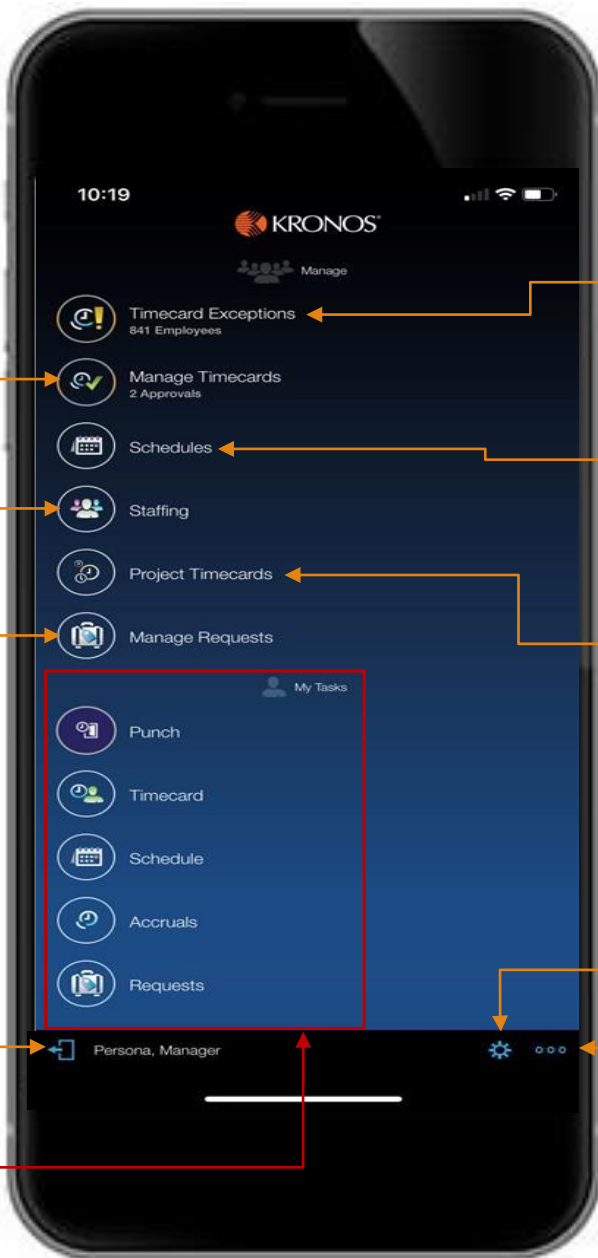 10:19
KRONOS
Manage
Timecard Exceptions
841 Employees
Manage Timecards
2 Approvals
Schedules
Staffing
Project Timecards
Manage Requests
My Tasks
Punch
Timecard
Schedule
Accruals
Requests
Persona, Manager